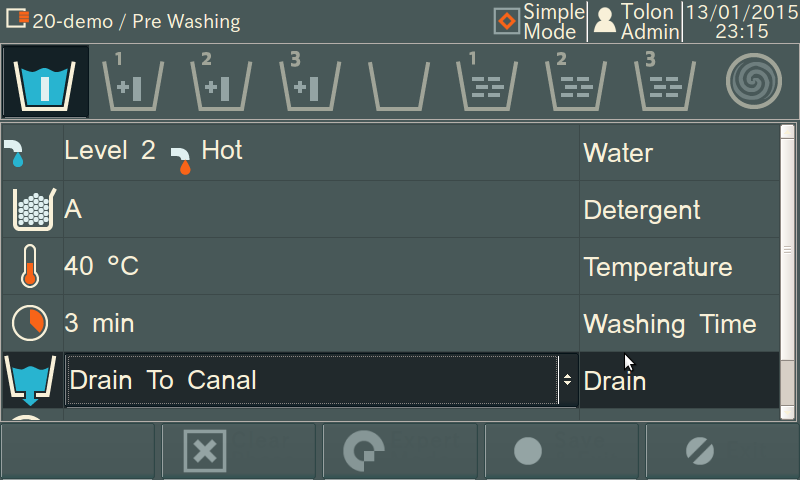 20-demo / Pre Washing
Simple Mode
Tolon Admin
13/01/2015 23:15
1 2 3 1 2 3
Level 2 Hot Water
A Detergent
40 °C Temperature
3 min Washing Time
Drain To Canal Drain